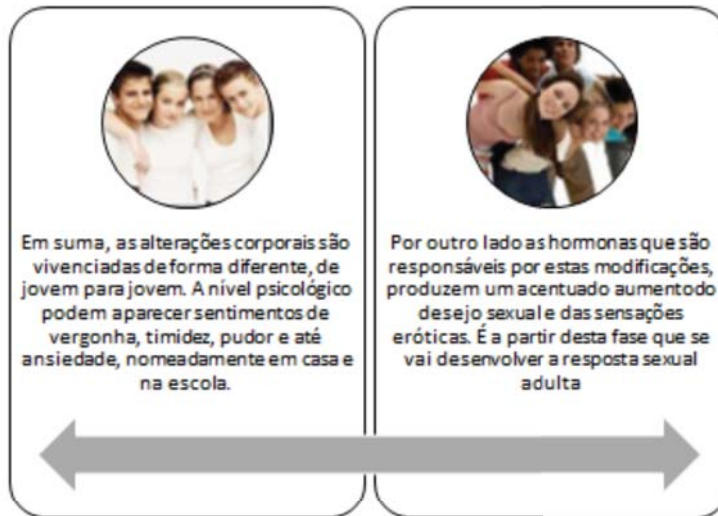 Em suma, as alterações corporais são
vivenciadas de forma diferente, de
jovem para jovem. A nível psicológico
podem aparecer sentimentos de
vergonha, timidez, pudor e até
ansiedade, nomeadamente em casa e
na escola.
Por outro lado as hormonas que são
responsáveis por estas modificações,
produzem um acentuado aumentodo
desejo sexual e das sensações
eróticas. É a partir desta fase que se
vai desenvolver a resposta sexual
adulta